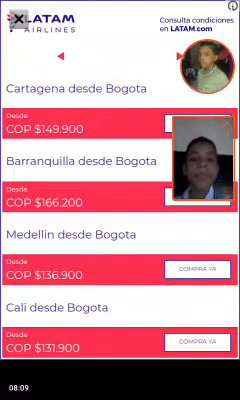 LATAM
AIRLINES
Consulta condiciones
en LATAM.com
Cartagena desde Bogota
Desde
COP $149.900
Barranquilla desde Bogota
Desde
COP $166.200
Medellin desde Bogota
Desde
COP $136.900
COMPRA YA
Cali desde Bogota
Desde
COP $131.900
COMPRA YA
08:09